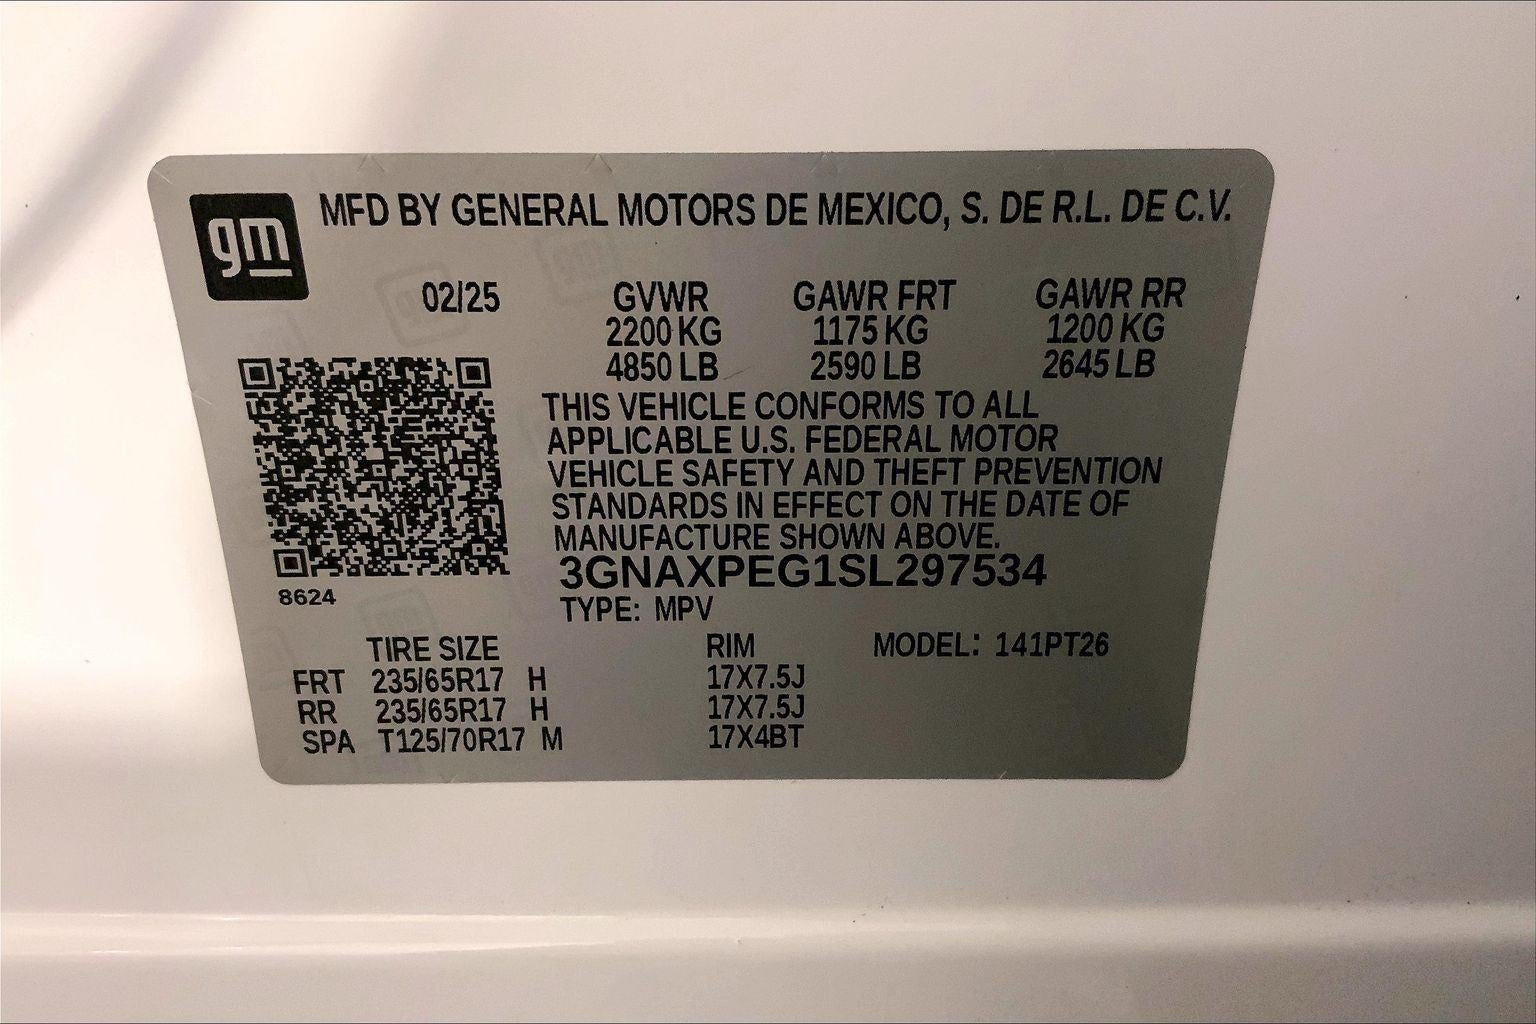 gm MFD BY GENERAL MOTORS DE MEXICO, S. DE R.L. DE C.V.
02/25 GVWR GAWR FRT GAWR RR
2200 KG 1175 KG 1200 KG
4850 LB 2590 LB 2645 LB
THIS VEHICLE CONFORMS TO ALL
APPLICABLE U.S. FEDERAL MOTOR
VEHICLE SAFETY AND THEFT PREVENTION
STANDARDS IN EFFECT ON THE DATE OF
MANUFACTURE SHOWN ABOVE.
3GNAXPEG1SL297534
8624
TYPE: MPV
TIRE SIZE RIM MODEL: 141PT26
FRT 235/65R17 H 17X7.5J
RR 235/65R17 H 17X7.5J
SPA T125/70R17 M 17X4BT